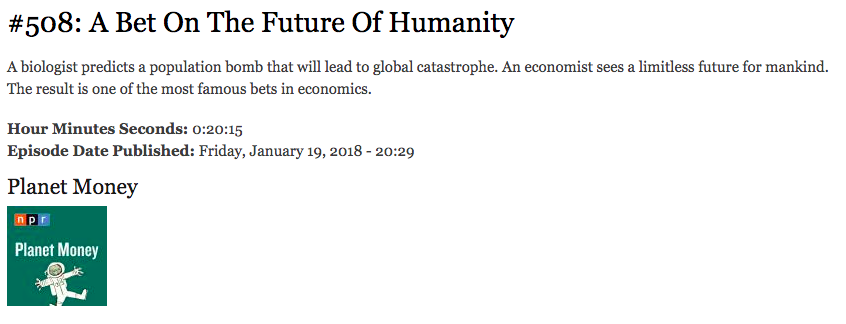 #508: A Bet On The Future Of Humanity
A biologist predicts a population bomb that will lead to global catastrophe. An economist sees a limitless future for mankind.
The result is one of the most famous bets in economics.
Hour Minutes Seconds: 0:20:15
Episode Date Published: Friday, January 19, 2018 - 20:29
Planet Money
npr
Planet Money